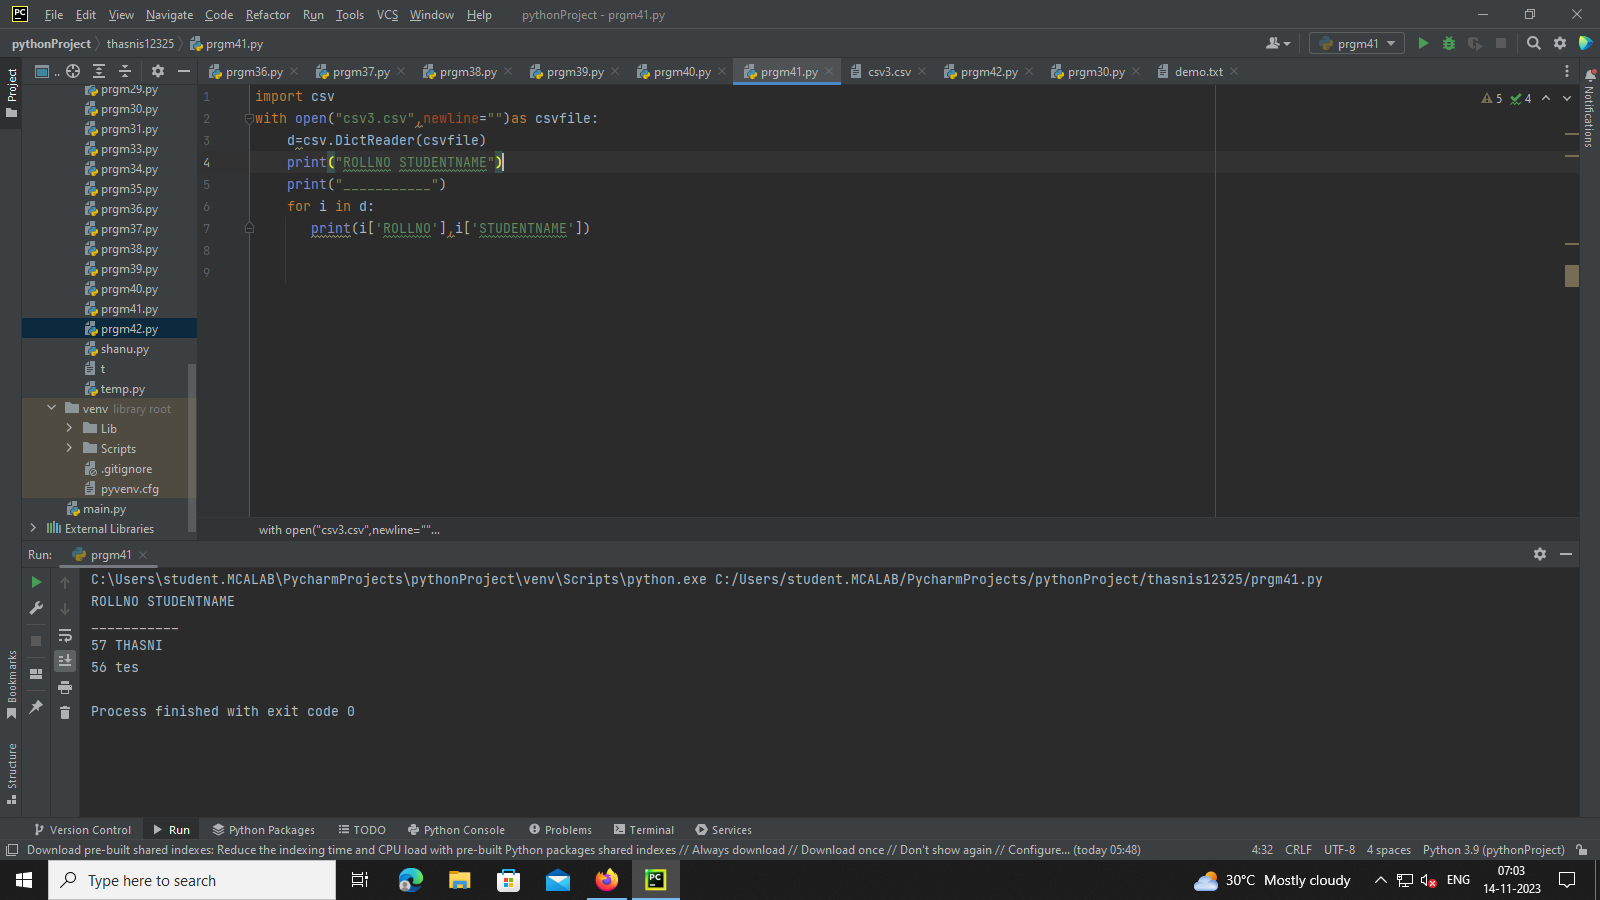 PC File Edit View Navigate Code Refactor Run Tools VCS Window Help pythonProject - prgm41.py
pythonProject thasnis12325 prgm41.py prgm41
Project .. prgm36.py prgm37.py prgm38.py prgm39.py prgm40.py prgm41.py csv3.csv prgm42.py prgm30.py demo.txt
Notifications
prgm29.py
prgm30.py
prgm31.py
prgm33.py
prgm34.py
prgm35.py
prgm36.py
prgm37.py
prgm38.py
prgm39.py
prgm40.py
prgm41.py
prgm42.py
shanu.py
t
temp.py
venv library root
Lib
Scripts
.gitignore
pyvenv.cfg
main.py
External Libraries
5 4
1 import csv
2 with open("csv3.csv",newline="")as csvfile:
3 d=csv.DictReader(csvfile)
4 print("ROLLNO STUDENTNAME")
5 print("___________")
6 for i in d:
7 print(i['ROLLNO'],i['STUDENTNAME'])
8
9
with open("csv3.csv",newline=""...
Run: prgm41
C:\Users\student.MCALAB\PycharmProjects\pythonProject\venv\Scripts\python.exe C:/Users/student.MCALAB/PycharmProjects/pythonProject/thasnis12325/prgm41.py
ROLLNO STUDENTNAME
___________
57 THASNI
56 tes
Process finished with exit code 0
Bookmarks
Structure
Version Control Run Python Packages TODO Python Console Problems Terminal Services
Download pre-built shared indexes: Reduce the indexing time and CPU load with pre-built Python packages shared indexes // Always download // Download once // Don't show again // Configure... (today 05:48) 4:32 CRLF UTF-8 4 spaces Python 3.9 (pythonProject)
Type here to search PC 30°C Mostly cloudy ENG 07:03
14-11-2023